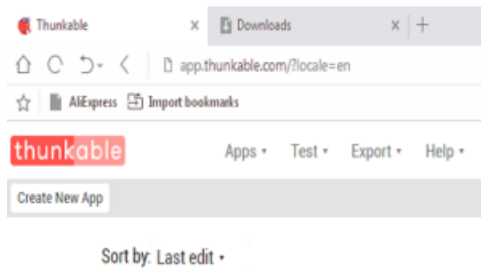 Thunkable × Downloads ×
app.thunkable.com/?locale=en
AliExpress Import bookmarks
thunkable Apps Test Export Help
Create New App
Sort by: Last edit